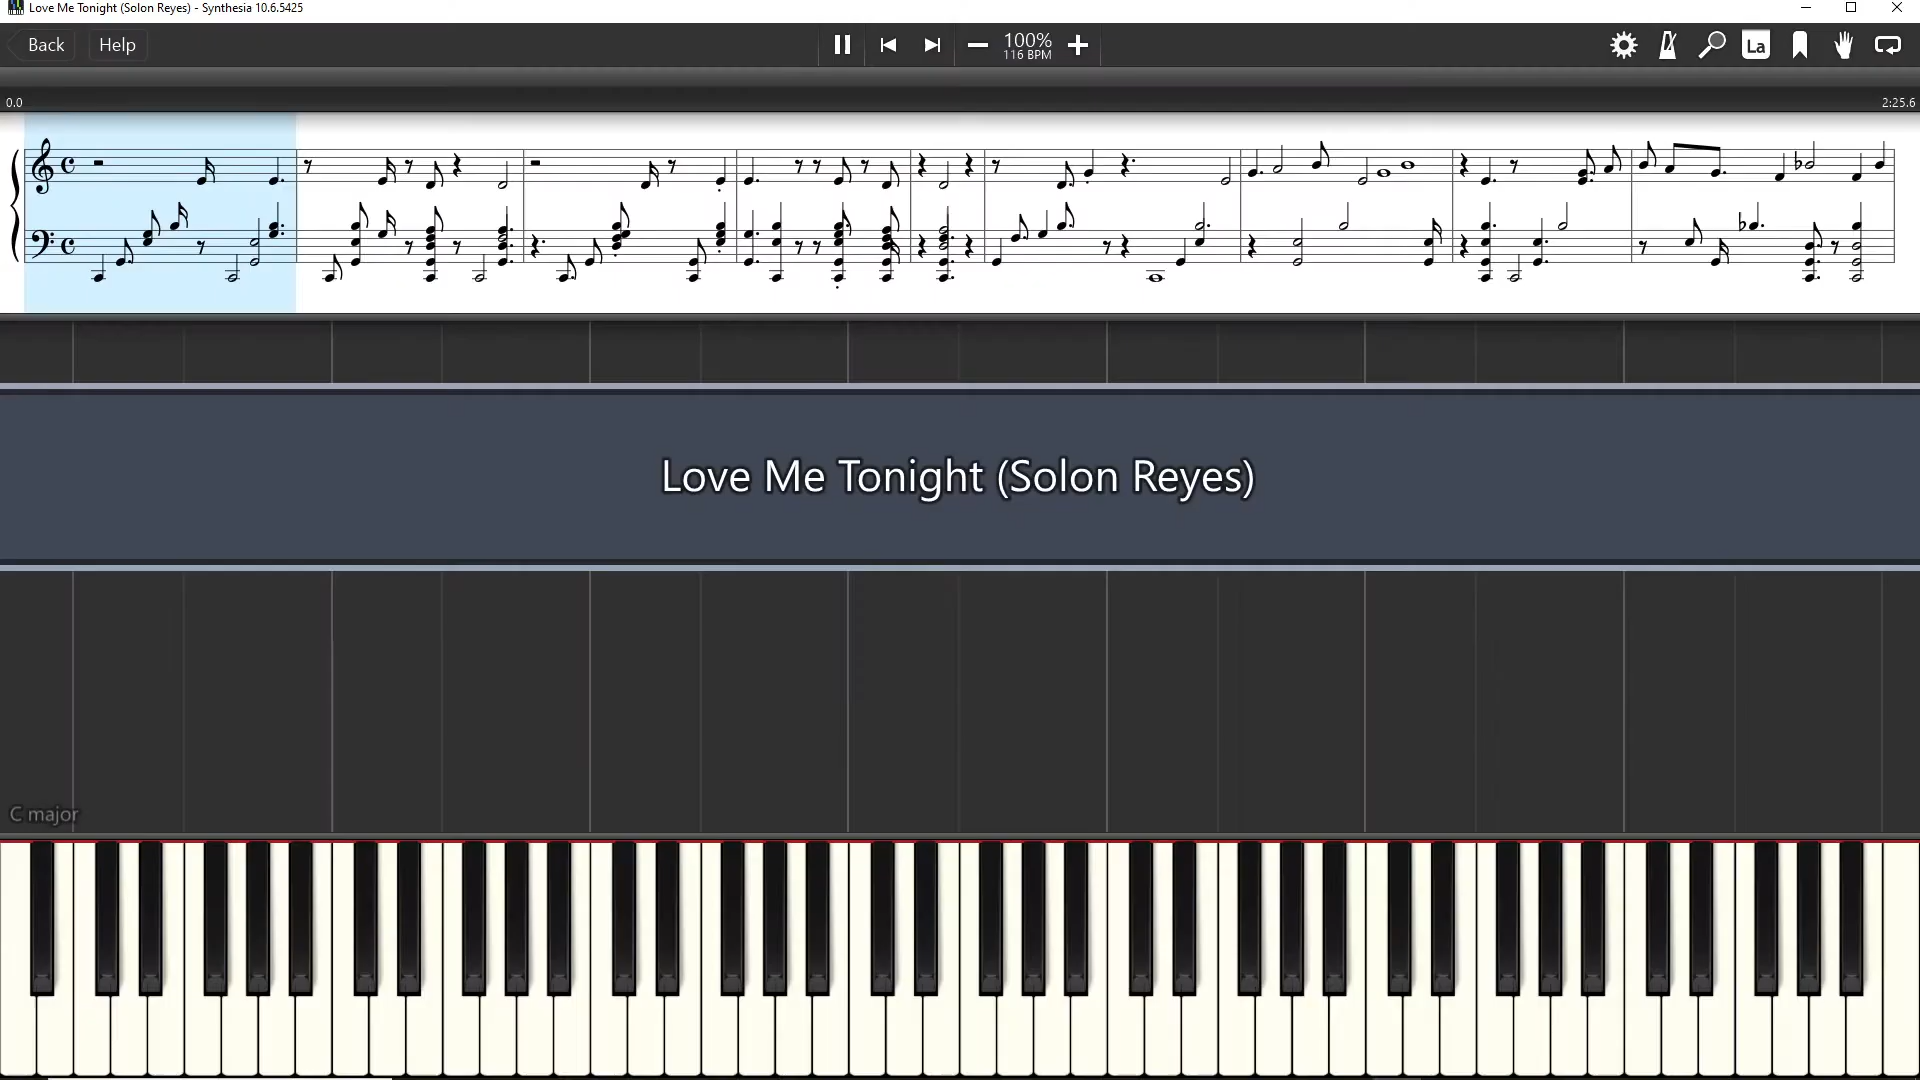 Love Me Tonight (Solon Reyes) - Synthesia 10.6.5425
Back
Help
100%
116 BPM
La
0.0
2:25.6
Love Me Tonight (Solon Reyes)
C major